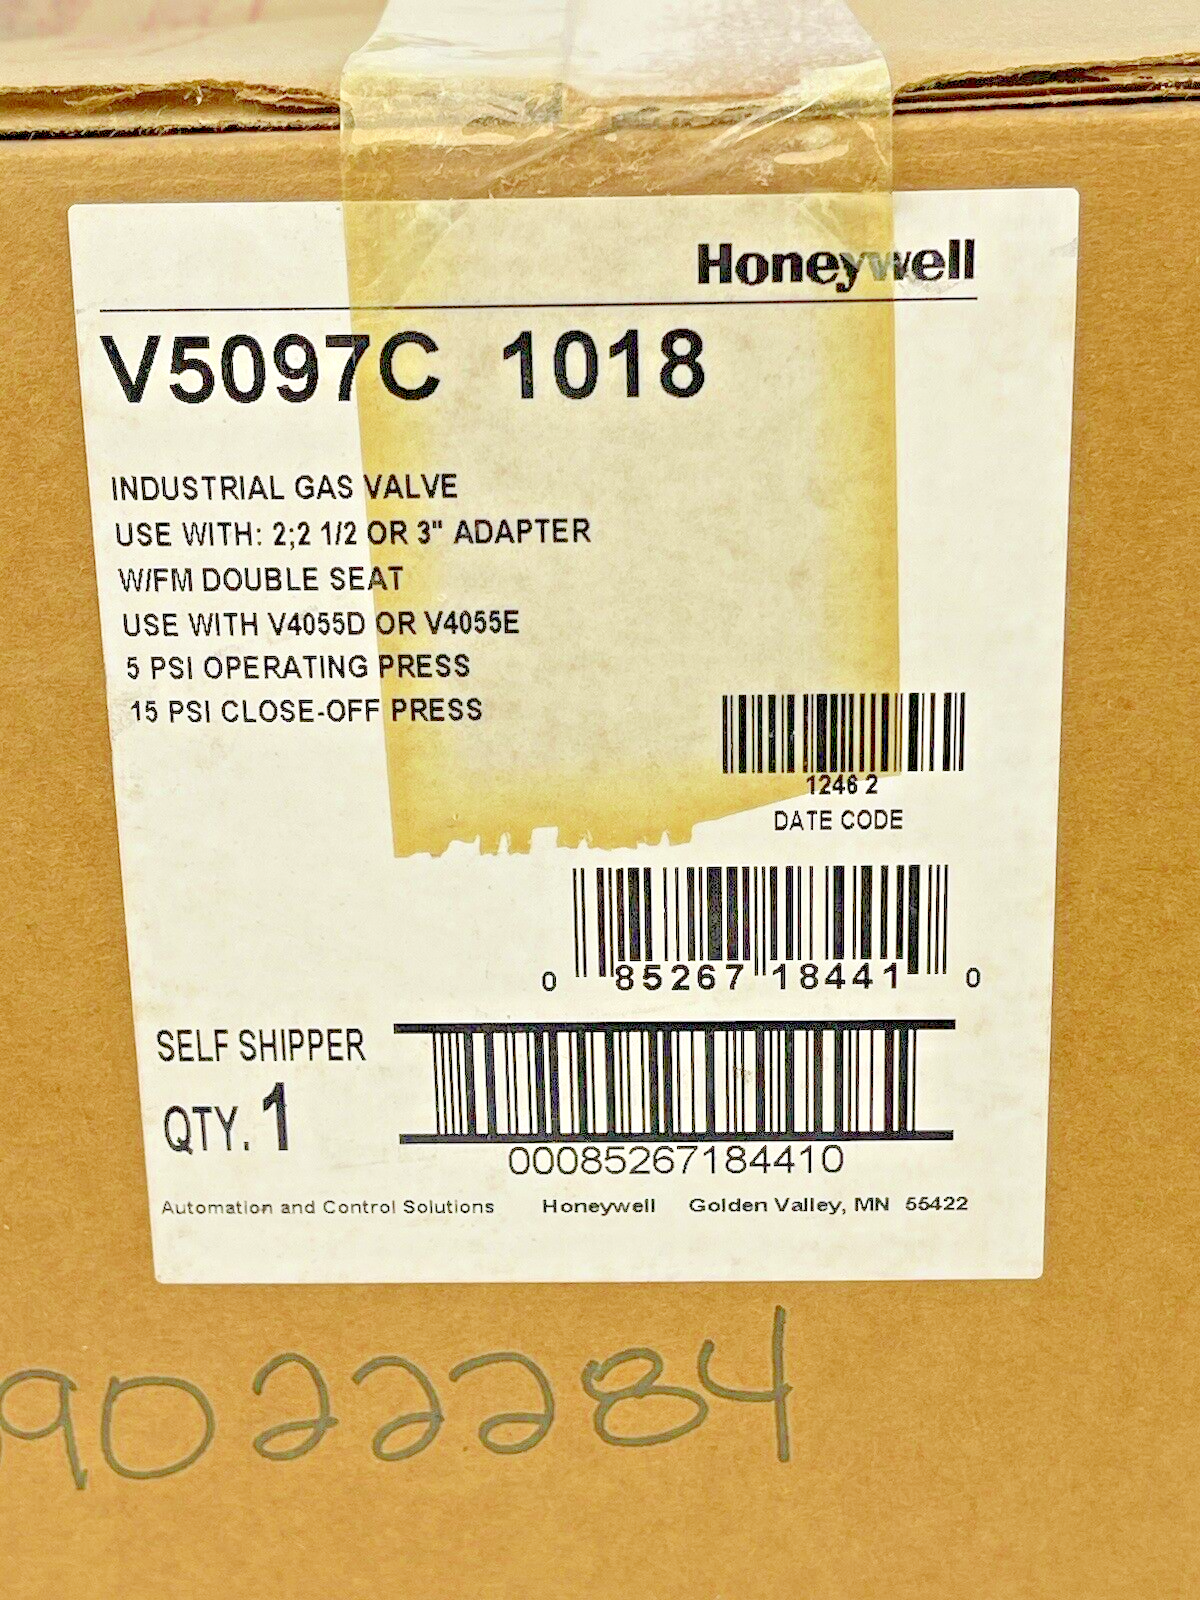 Honeywell
V5097C 1018
INDUSTRIAL GAS VALVE
USE WITH: 2;2 1/2 OR 3" ADAPTER
W/FM DOUBLE SEAT
USE WITH V4055D OR V4055E
5 PSI OPERATING PRESS
15 PSI CLOSE-OFF PRESS
1246 2
DATE CODE
0 85267 18441 0
SELF SHIPPER
QTY. 1
00085267184410
Automation and Control Solutions Honeywell Golden Valley, MN 55422
9022284